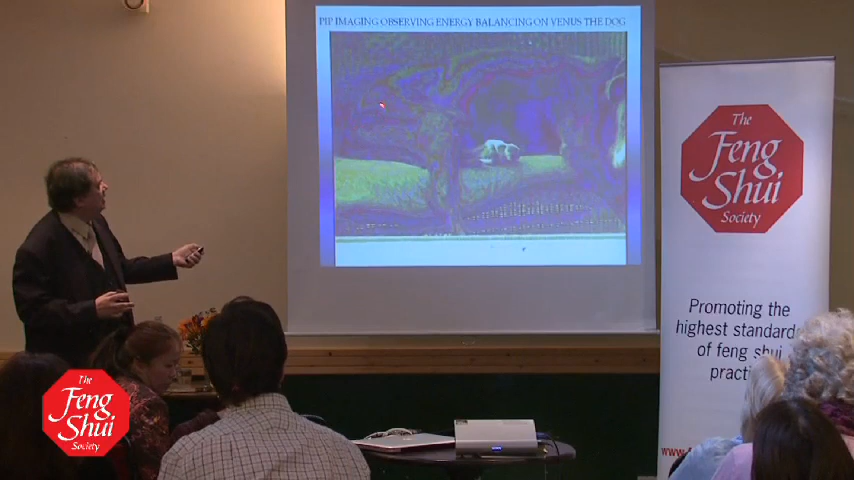 PIP IMAGING OBSERVING ENERGY BALANCING ON VENUS THE DOG
The
Feng
Shui
Society
Promoting the
highest standards
of feng shui
The
Feng
Shui
Society